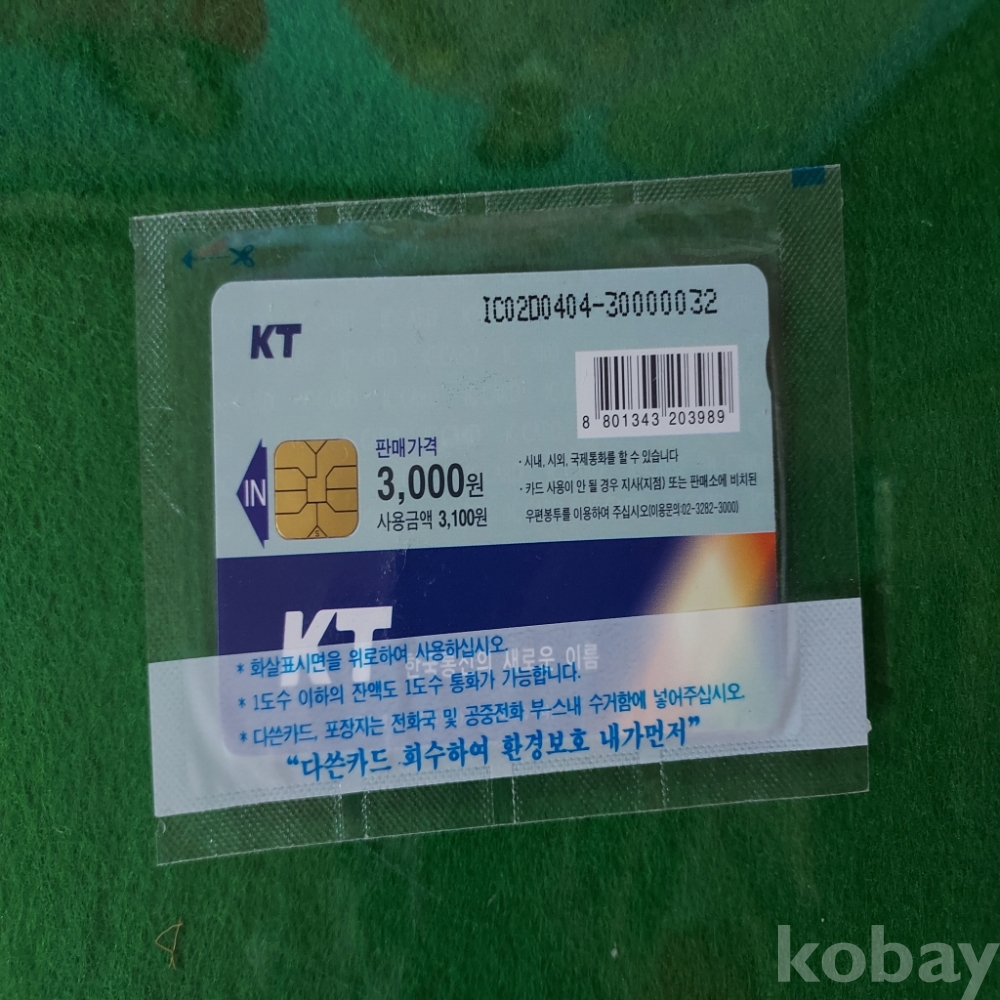 IC02D0404-30000032
KT
8 801343 203989
IN
판매가격
3,000원
사용금액 3,100원
· 시내, 시외, 국제통화를 할 수 있습니다
· 카드 사용이 안 될 경우 지사(지점) 또는 판매소에 비치된
우편봉투를 이용하여 주십시오(이용문의:02-3282-3000)
KT
한국통신의 새로운 이름
* 화살표시면을 위로하여 사용하십시오.
* 1도수 이하의 잔액도 1도수 통화가 가능합니다.
* 다쓴카드, 포장지는 전화국 및 공중전화 부-스내 수거함에 넣어주십시오.
“다쓴카드 회수하여 환경보호 내가먼저”
kobay